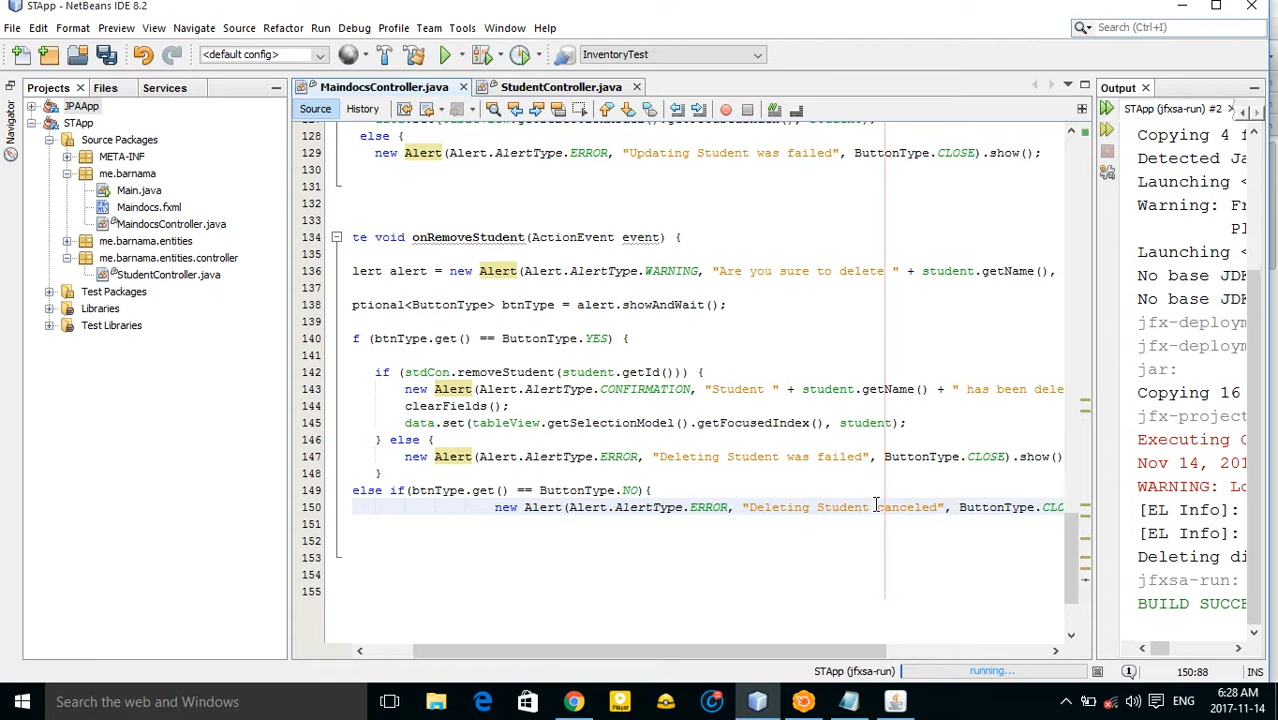 STApp - NetBeans IDE 8.2
File Edit Format Preview View Navigate Source Refactor Run Debug Profile Team Tools Window Help
Search (Ctrl+I)
<default config>
InventoryTest
Navigator
Projects
Files
Services
JPAApp
STApp
Source Packages
META-INF
me.barnama
Main.java
Maindocs.fxml
MaindocsController.java
me.barnama.entities
me.barnama.entities.controller
StudentController.java
Test Packages
Libraries
Test Libraries
MaindocsController.java
StudentController.java
Source History
128 else {
129 new Alert(Alert.AlertType.ERROR, "Updating Student was failed", ButtonType.CLOSE).show();
130
131
132
133
134 te void onRemoveStudent(ActionEvent event) {
135
136 lert alert = new Alert(Alert.AlertType.WARNING, "Are you sure to delete " + student.getName(),
137
138 ptional<ButtonType> btnType = alert.showAndWait();
139
140 f (btnType.get() == ButtonType.YES) {
141
142 if (stdCon.removeStudent(student.getId())) {
143 new Alert(Alert.AlertType.CONFIRMATION, "Student " + student.getName() + " has been dele
144 clearFields();
145 data.set(tableView.getSelectionModel().getFocusedIndex(), student);
146 } else {
147 new Alert(Alert.AlertType.ERROR, "Deleting Student was failed", ButtonType.CLOSE).show()
148 }
149 else if(btnType.get() == ButtonType.NO){
150 new Alert(Alert.AlertType.ERROR, "Deleting Student canceled", ButtonType.CLO
151
152
153
154
155
Output
STApp (jfxsa-run) #2
Copying 4 f
Detected Ja
Launching <
Warning: Fr
Pl
Launching <
No base JDK
No base JDK
jfx-deploym
jfx-deploym
jar:
Copying 16
jfx-project
Executing C
Nov 14, 201
WARNING: Lo
[EL Info]:
[EL Info]:
Deleting di
jfxsa-run:
BUILD SUCCE
STApp (jfxsa-run)
running...
1
150:88
INS
Search the web and Windows
Player
ENG
6:28 AM
2017-11-14